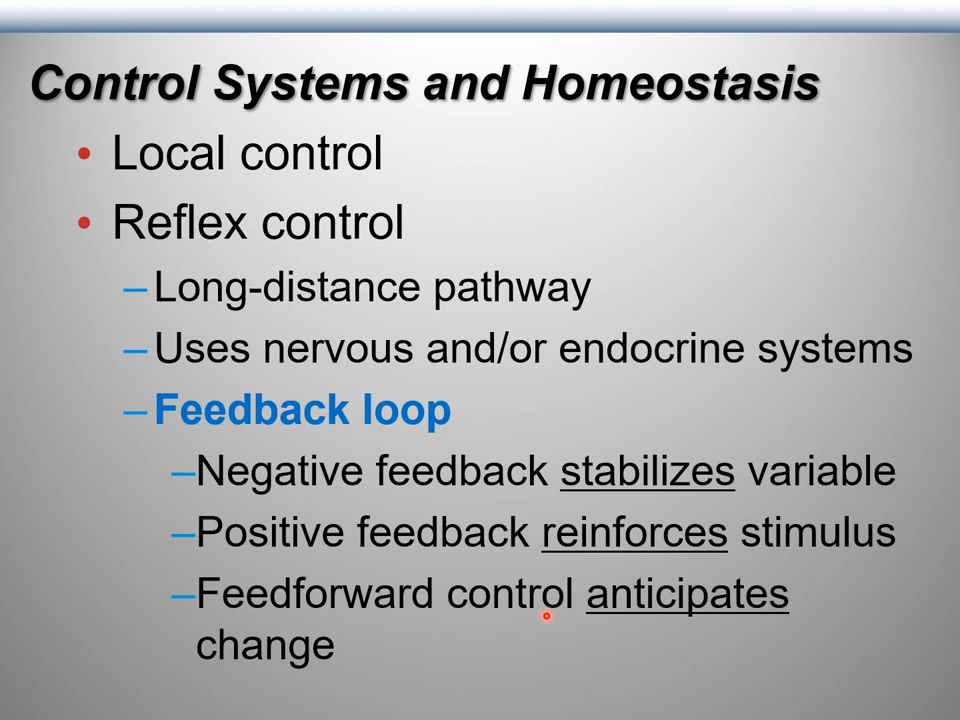 Control Systems and Homeostasis
• Local control
• Reflex control
– Long-distance pathway
– Uses nervous and/or endocrine systems
– Feedback loop
–Negative feedback stabilizes variable
–Positive feedback reinforces stimulus
–Feedforward control anticipates
change